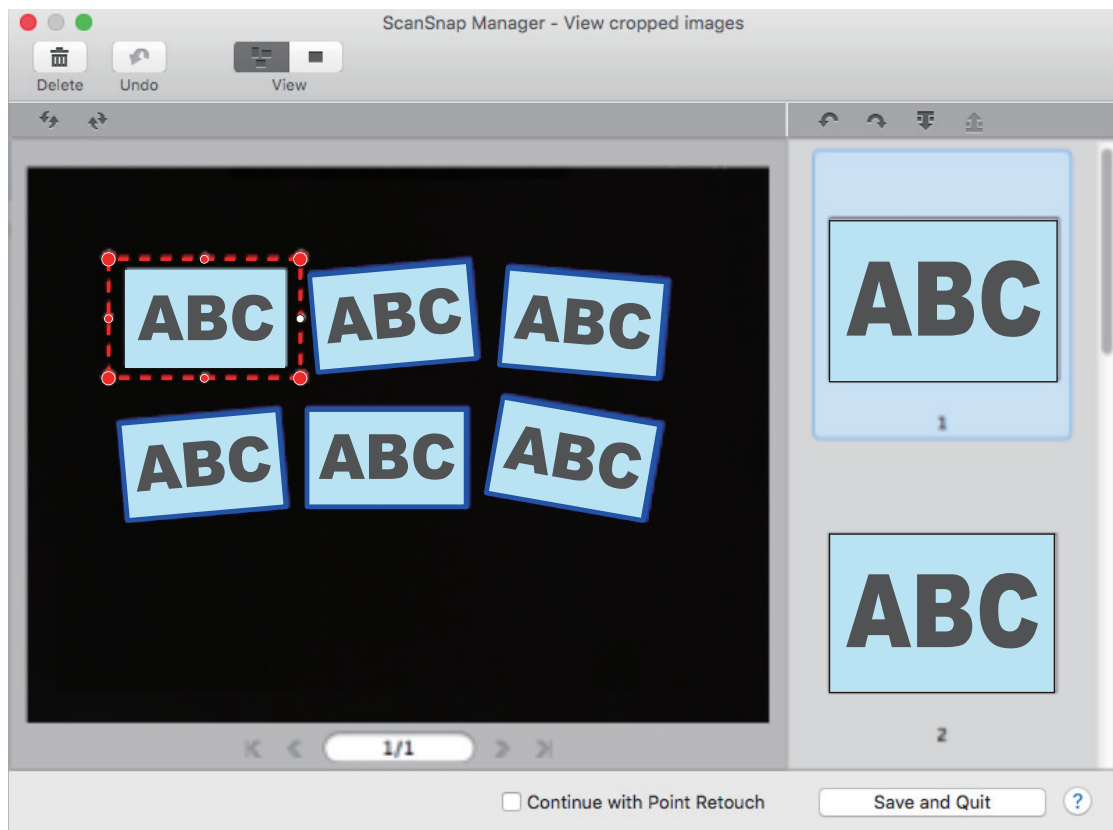 ScanSnap Manager - View cropped images
Delete Undo View
ABC ABC ABC
ABC ABC ABC
1/1
ABC
1
ABC
2
Continue with Point Retouch Save and Quit ?